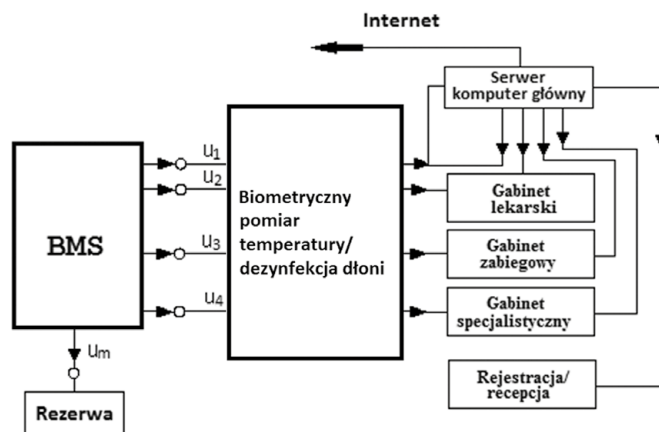 Internet
Serwer
komputer główny
u1
u2
u3
u4
BMS
Biometryczny
pomiar
temperatury/
dezynfekcja dłoni
Gabinet
lekarski
Gabinet
zabiegowy
Gabinet
specjalistyczny
um
Rezerwa
Rejestracja/
recepcja